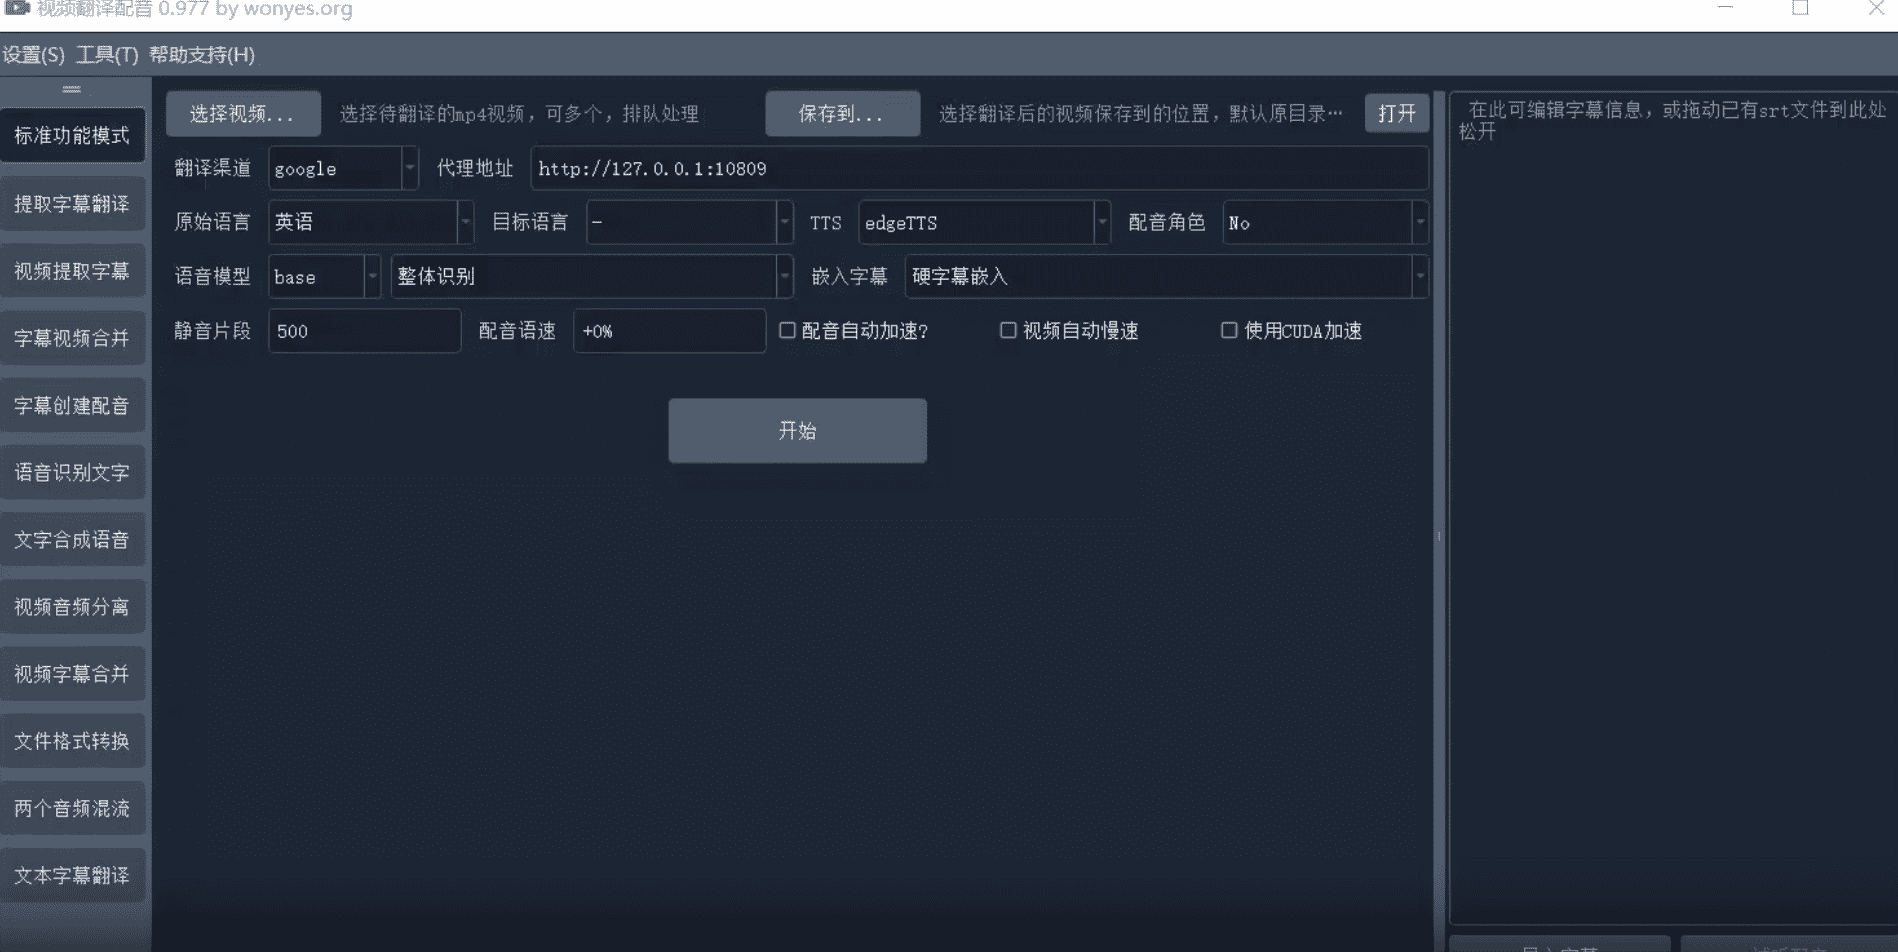 视频翻译配音 0.977 by wonyes.org
设置(S) 工具(T) 帮助支持(H)
标准功能模式
提取字幕翻译
视频提取字幕
字幕视频合并
字幕创建配音
语音识别文字
文字合成语音
视频音频分离
视频字幕合并
文件格式转换
两个音频混流
文本字幕翻译
选择视频... 选择待翻译的mp4视频，可多个，排队处理 保存到... 选择翻译后的视频保存到的位置，默认原目录… 打开
翻译渠道 google 代理地址 http://127.0.0.1:10809
原始语言 英语 目标语言 - TTS edgeTTS 配音角色 No
语音模型 base 整体识别 嵌入字幕 硬字幕嵌入
静音片段 500 配音语速 +0% 配音自动加速? 视频自动慢速 使用CUDA加速
开始
在此可编辑字幕信息，或拖动已有srt文件到此处
松开